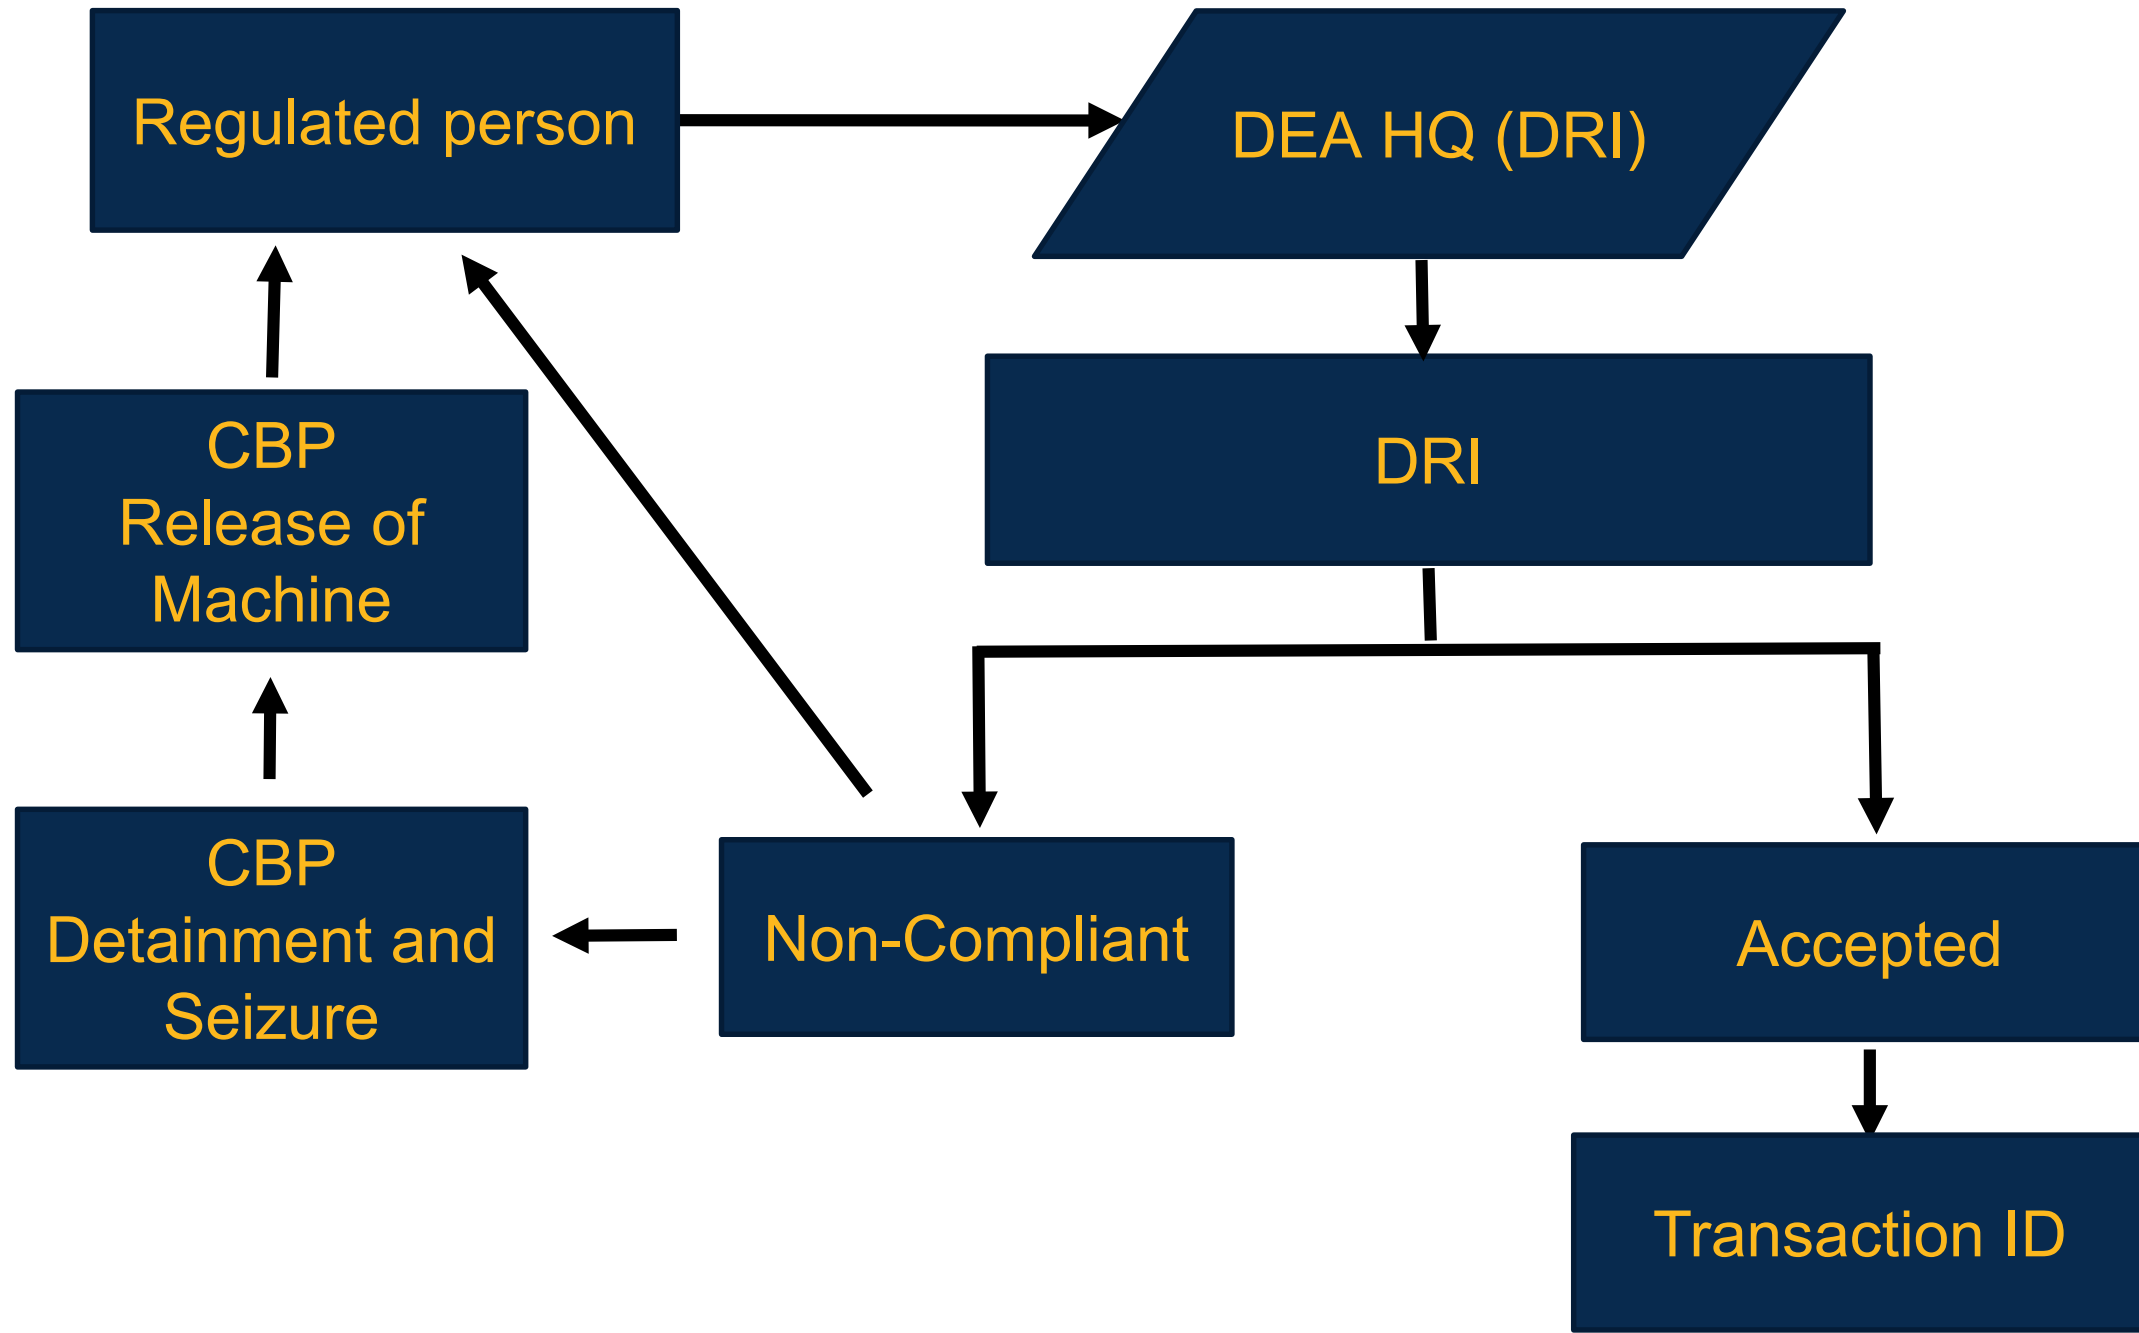 Regulated person
DEA HQ (DRI)
DRI
CBP
Release of
Machine
CBP
Detainment and
Seizure
Non-Compliant
Accepted
Transaction ID